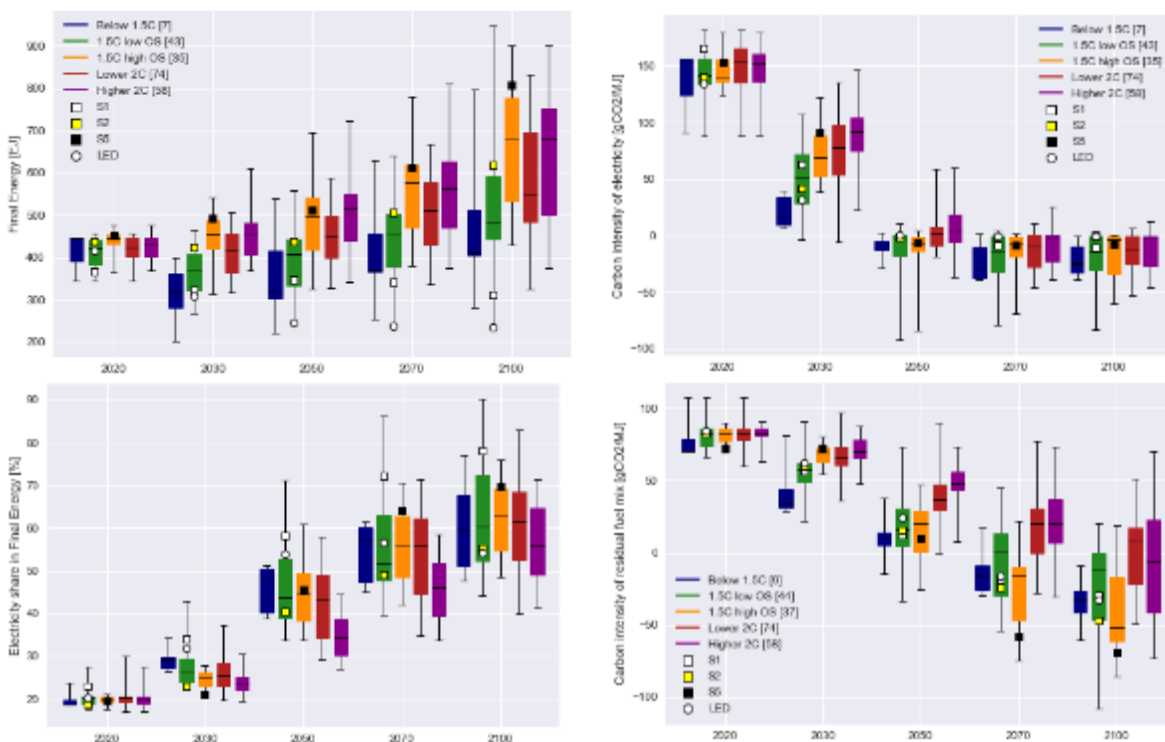 Below 1.5C [7]
1.5C low OS [43]
1.5C high OS [35]
Lower 2C [74]
Higher 2C [58]
S1
S2
S5
LED
Final Energy [EJ]
900
800
700
600
500
400
300
200
2020
2030
2050
2070
2100
Below 1.5C [7]
1.5C low OS [43]
1.5C high OS [35]
Lower 2C [74]
Higher 2C [58]
S1
S2
S5
LED
Carbon intensity of electricity [gCO2/MJ]
150
100
50
0
−50
−100
2020
2030
2050
2070
2100
Electricity share in Final Energy [%]
90
80
70
60
50
40
30
20
2020
2030
2050
2070
2100
Carbon intensity of residual fuel mix [gCO2/MJ]
100
50
0
−50
−100
Below 1.5C [9]
1.5C low OS [44]
1.5C high OS [37]
Lower 2C [74]
Higher 2C [58]
S1
S2
S5
LED
2020
2030
2050
2070
2100